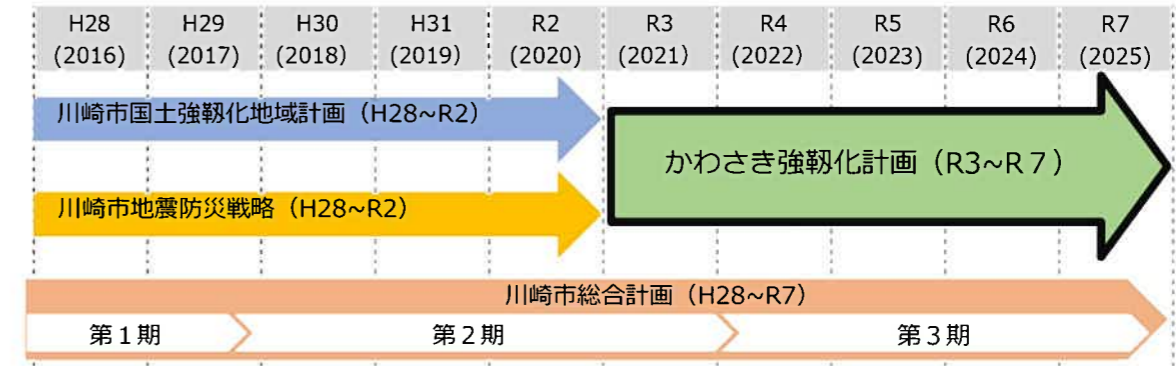 H28 H29 H30 H31 R2 R3 R4 R5 R6 R7
(2016) (2017) (2018) (2019) (2020) (2021) (2022) (2023) (2024) (2025)
川崎市国土強靱化地域計画（H28~R2）
かわさき強靱化計画（R3~R７）
川崎市地震防災戦略（H28~R2）
川崎市総合計画（H28~R7）
第１期 第２期 第３期